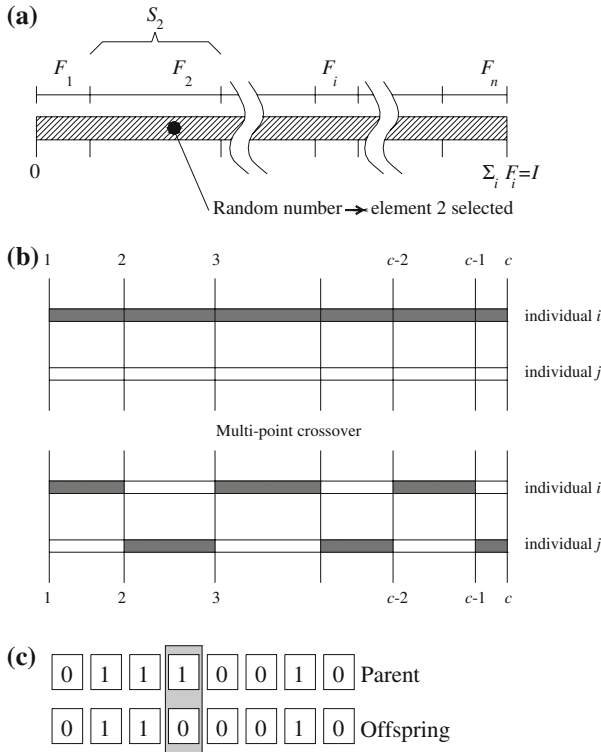 (a)
S2
F1 F2 Fi Fn
0 Σi Fi=I
Random number → element 2 selected
(b)
1 2 3 c-2 c-1 c
individual i
individual j
Multi-point crossover
individual i
individual j
1 2 3 c-2 c-1 c
(c)
0 1 1 1 0 0 1 0 Parent
0 1 1 0 0 0 1 0 Offspring